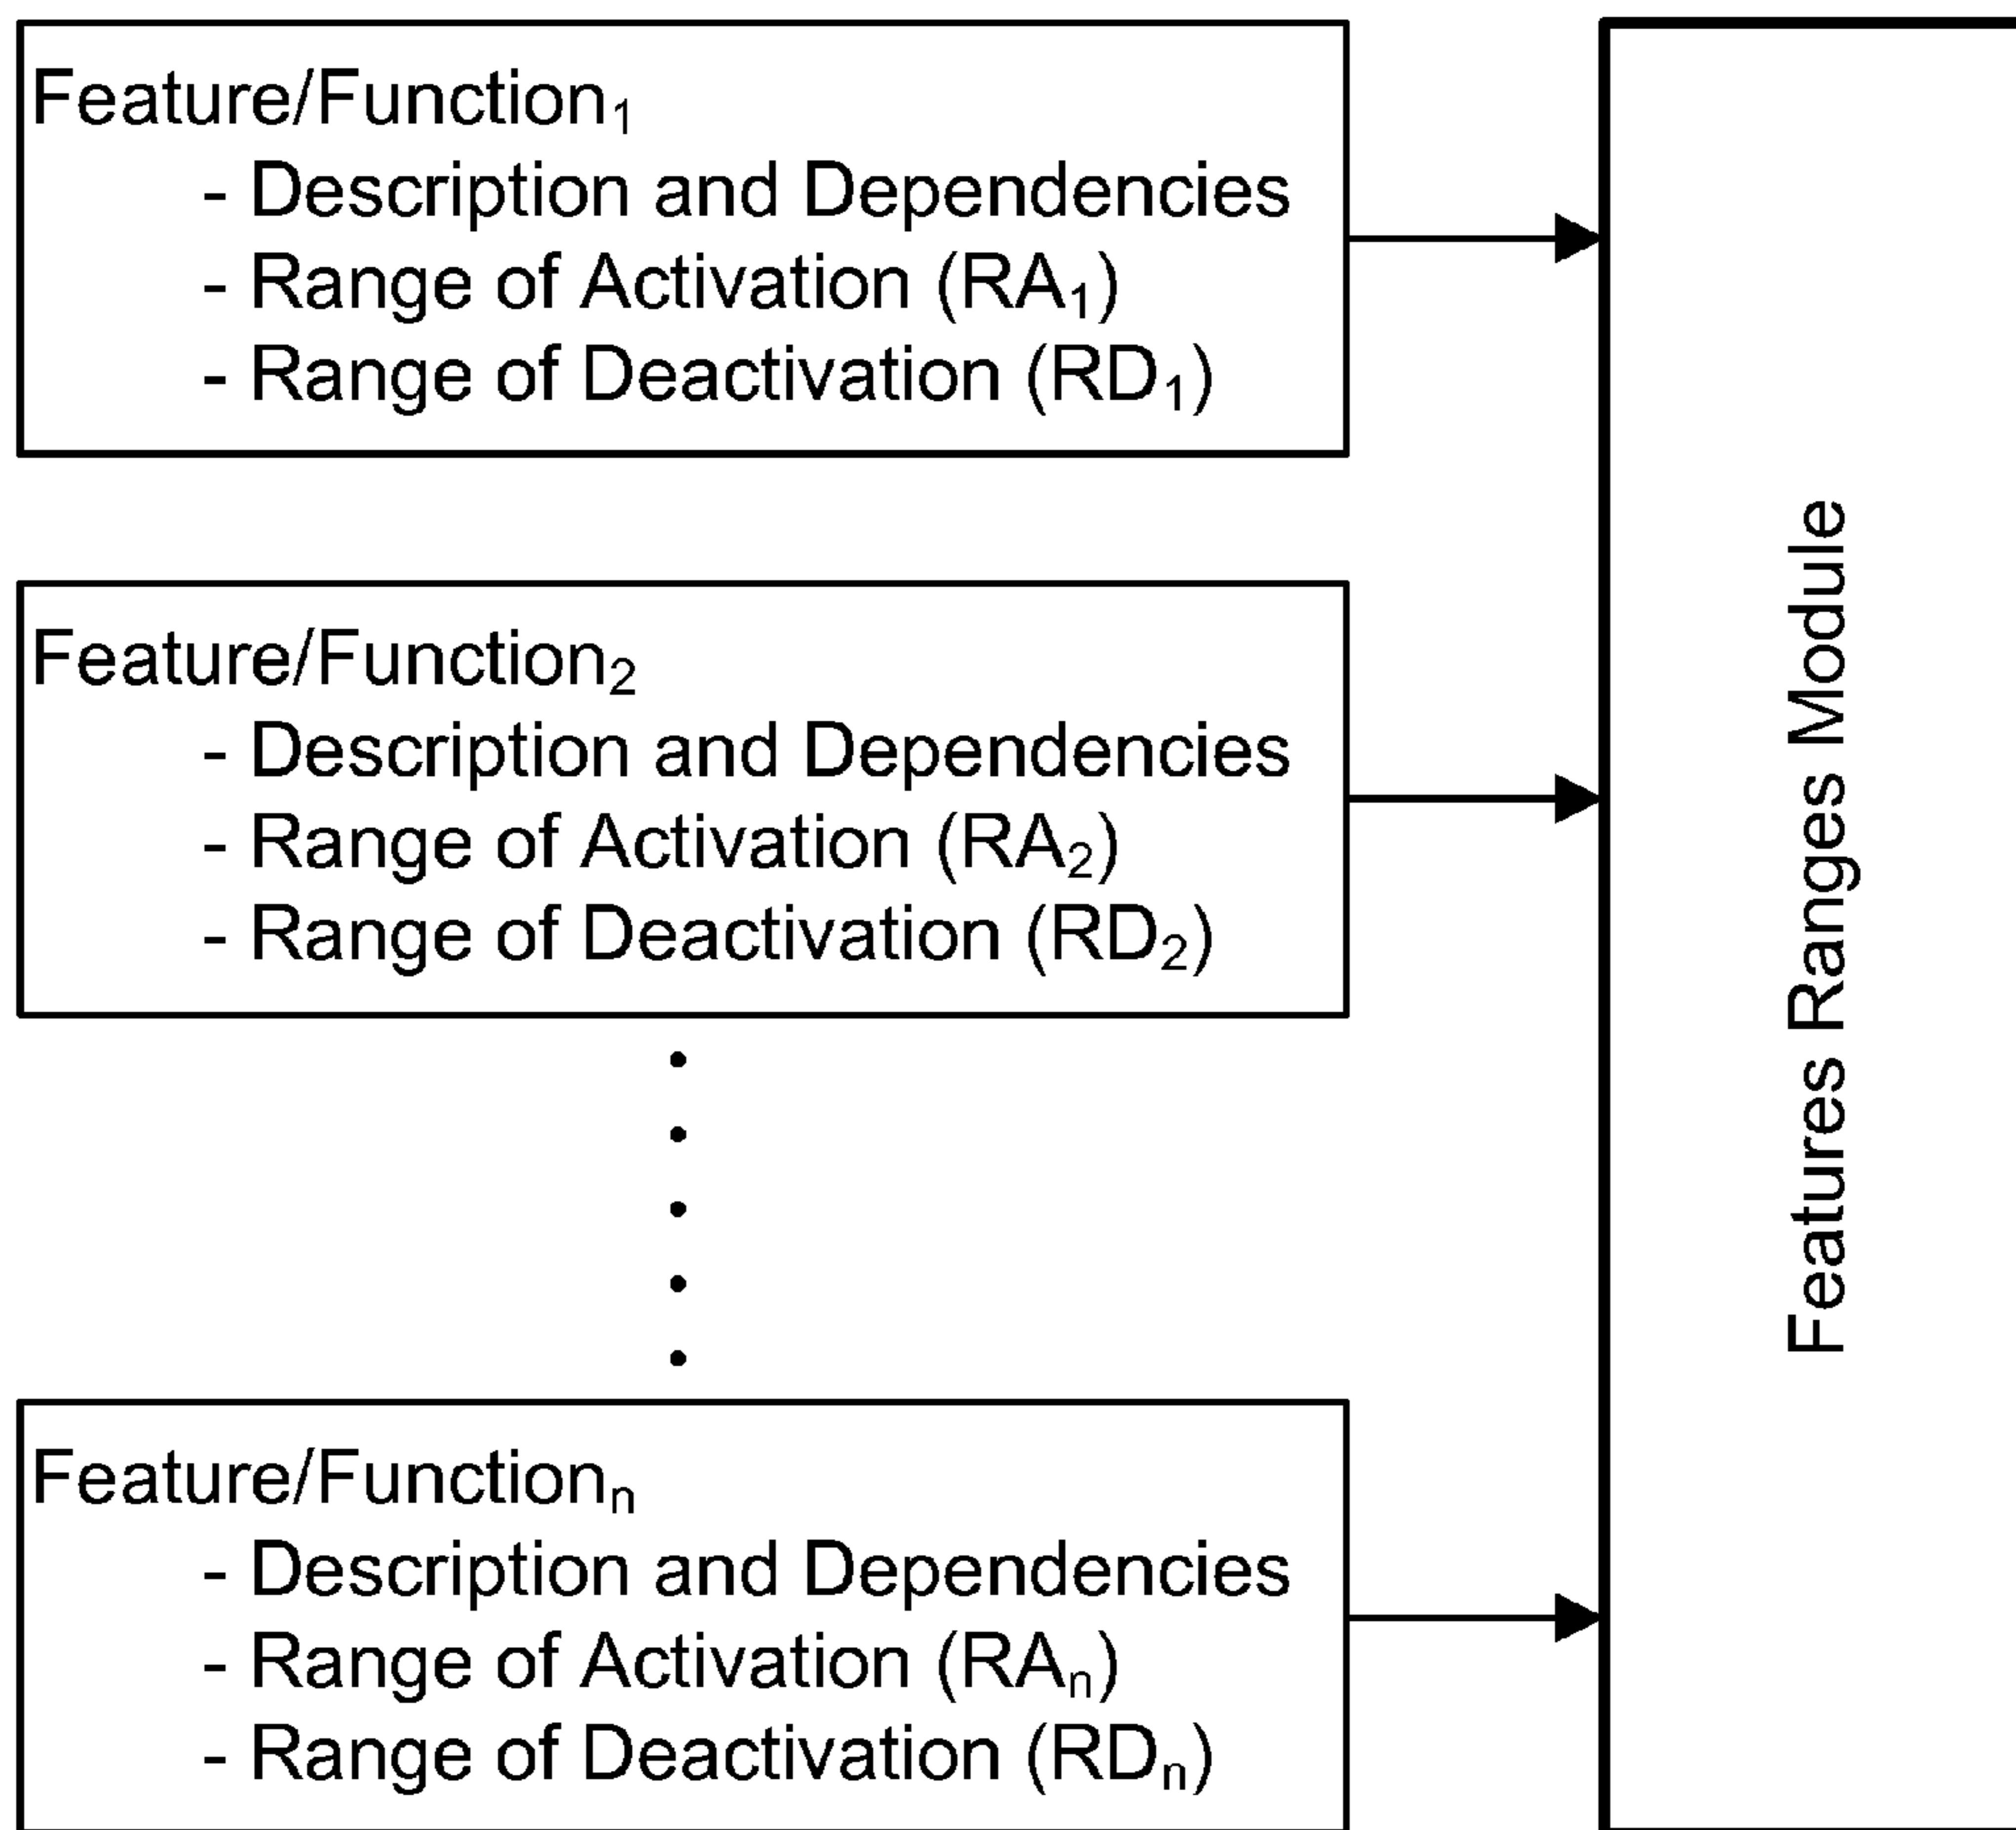 Feature/Function₁
- Description and Dependencies
- Range of Activation (RA₁)
- Range of Deactivation (RD₁)
Feature/Function₂
- Description and Dependencies
- Range of Activation (RA₂)
- Range of Deactivation (RD₂)
Feature/Functionₙ
- Description and Dependencies
- Range of Activation (RAₙ)
- Range of Deactivation (RDₙ)
Features Ranges Module